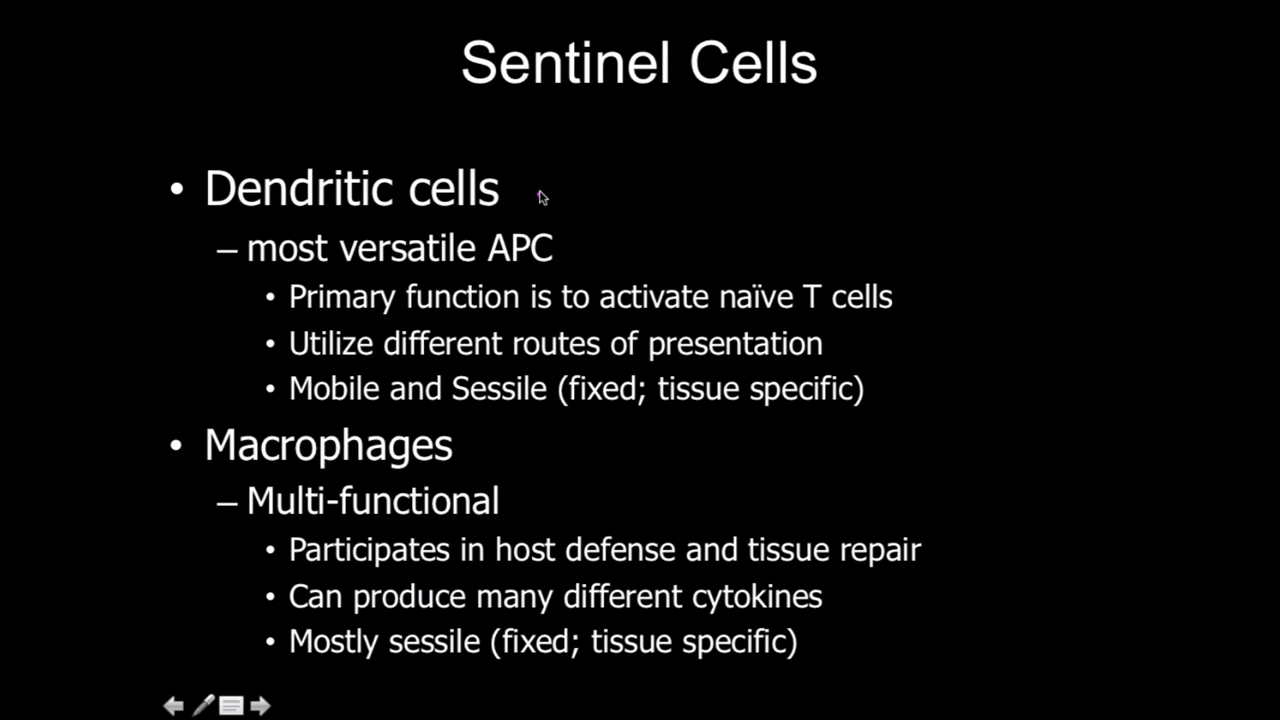 Sentinel Cells
• Dendritic cells
– most versatile APC
• Primary function is to activate naïve T cells
• Utilize different routes of presentation
• Mobile and Sessile (fixed; tissue specific)
• Macrophages
– Multi-functional
• Participates in host defense and tissue repair
• Can produce many different cytokines
• Mostly sessile (fixed; tissue specific)